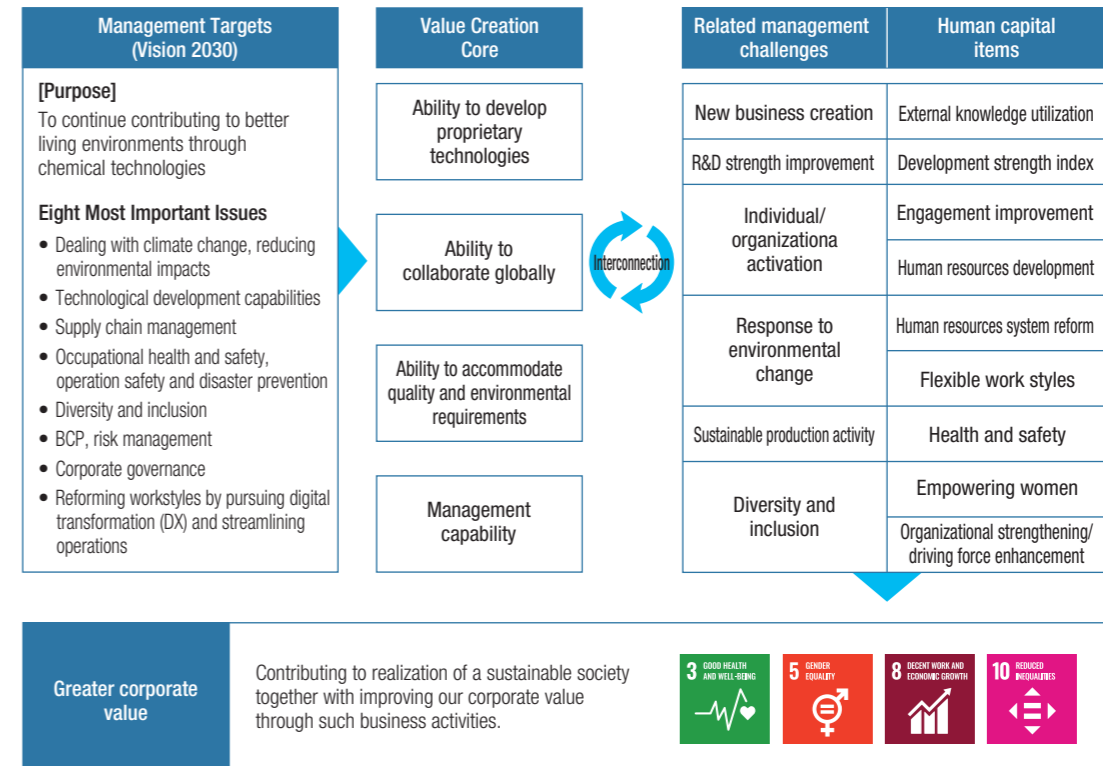 Management Targets
(Vision 2030)
[Purpose]
To continue contributing to better
living environments through
chemical technologies
Eight Most Important Issues
• Dealing with climate change, reducing
environmental impacts
• Technological development capabilities
• Supply chain management
• Occupational health and safety,
operation safety and disaster prevention
• Diversity and inclusion
• BCP, risk management
• Corporate governance
• Reforming workstyles by pursuing digital
transformation (DX) and streamlining
operations
Value Creation
Core
Ability to develop
proprietary
technologies
Ability to
collaborate globally
Ability to accommodate
quality and environmental
requirements
Management
capability
Interconnection
Related management
challenges
Human capital
items
New business creation
External knowledge utilization
R&D strength improvement
Development strength index
Individual/
organizationa
activation
Engagement improvement
Human resources development
Response to
environmental
change
Human resources system reform
Flexible work styles
Sustainable production activity
Health and safety
Diversity and
inclusion
Empowering women
Organizational strengthening/
driving force enhancement
Greater corporate
value
Contributing to realization of a sustainable society
together with improving our corporate value
through such business activities.
3 GOOD HEALTH
AND WELL-BEING
5 GENDER
EQUALITY
8 DECENT WORK AND
ECONOMIC GROWTH
10 REDUCED
INEQUALITIES